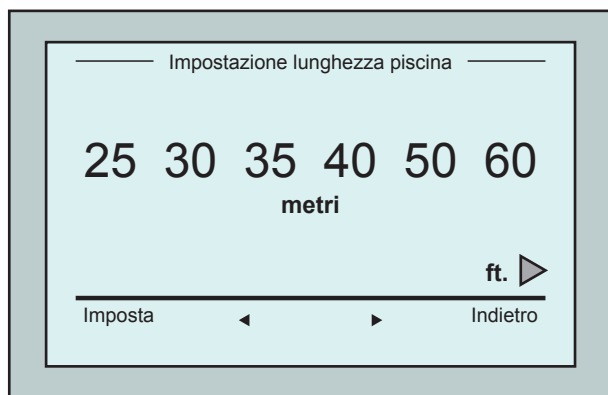 Impostazione lunghezza piscina
25 30 35 40 50 60
metri
ft.
Imposta Indietro